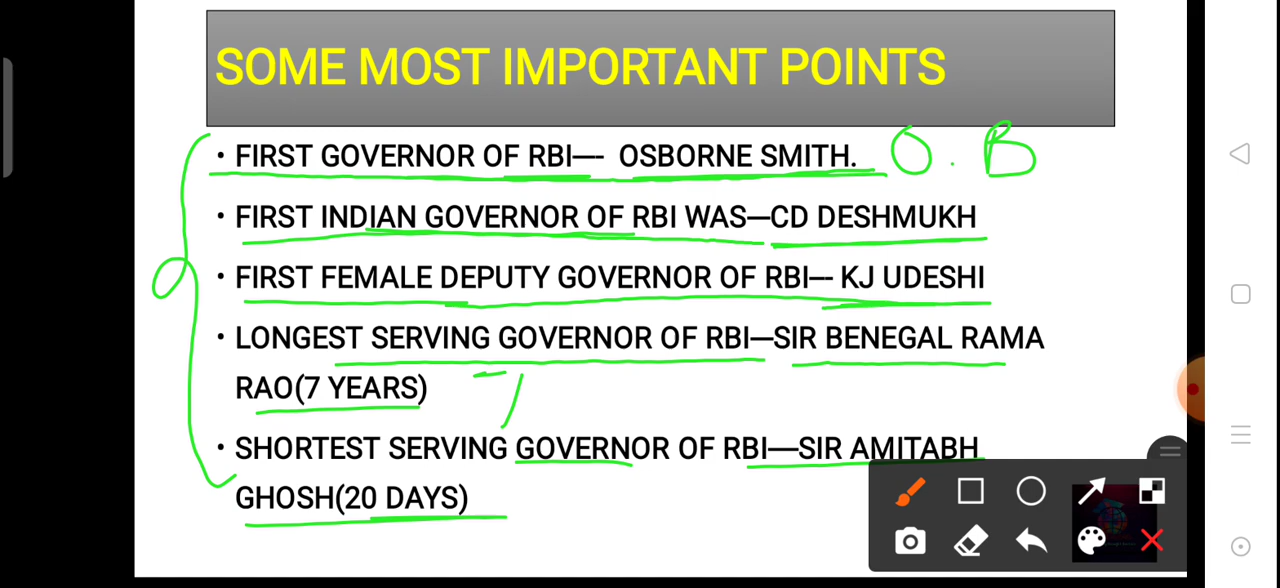 SOME MOST IMPORTANT POINTS
• FIRST GOVERNOR OF RBI–- OSBORNE SMITH. O. B
• FIRST INDIAN GOVERNOR OF RBI WAS–CD DESHMUKH
• FIRST FEMALE DEPUTY GOVERNOR OF RBI–- KJ UDESHI
• LONGEST SERVING GOVERNOR OF RBI–SIR BENEGAL RAMA
RAO(7 YEARS)
• SHORTEST SERVING GOVERNOR OF RBI—SIR AMITABH
GHOSH(20 DAYS)